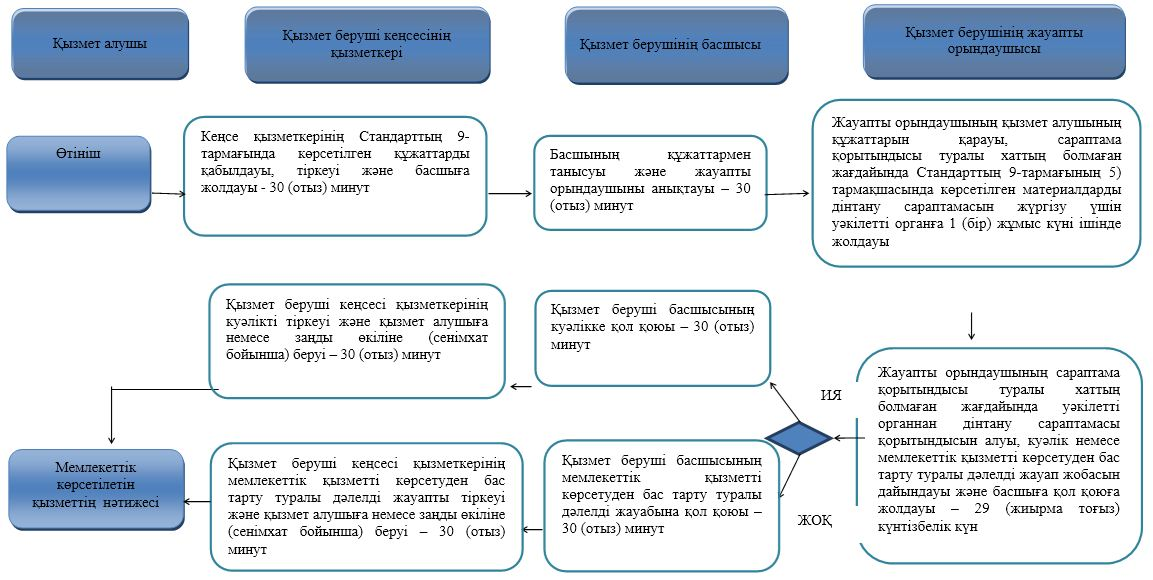 Қызмет алушы
Қызмет беруші кеңсесінің
қызметкері
Қызмет берушінің басшысы
Қызмет берушінің жауапты
орындаушысы
Өтініш
Кеңсе қызметкерінің Стандарттың 9-
тармағында көрсетілген құжаттарды
қабылдауы, тіркеуі және басшыға
жолдауы - 30 (отыз) минут
Басшының құжаттармен
танысуы және жауапты
орындаушыны анықтауы – 30
(отыз) минут
Жауапты орындаушының қызмет алушының
құжаттарын қарауы, сараптама
қорытындысы туралы хаттың болмаған
жағдайында Стандарттың 9-тармағының 5)
тармақшасында көрсетілген материалдарды
дінтану сараптамасын жүргізу үшін
уәкілетті органға 1 (бір) жұмыс күні ішінде
жолдауы
Қызмет беруші кеңсесі қызметкерінің
куәлікті тіркеуі және қызмет алушыға
немесе заңды өкіліне (сенімхат
бойынша) беруі – 30 (отыз) минут
Қызмет беруші басшысының
куәлікке қол қоюы – 30 (отыз)
минут
ИЯ
Жауапты орындаушының сараптама
қорытындысы туралы хаттың
болмаған жағдайында уәкілетті
органнан дінтану сараптамасы
қорытындысын алуы, куәлік немесе
мемлекеттік қызметті көрсетуден бас
тарту туралы дәлелді жауап жобасын
дайындауы және басшыға қол қоюға
жолдауы – 29 (жиырма тоғыз)
күнтізбелік күн
Мемлекеттік
көрсетілетін
қызметтің нәтижесі
Қызмет беруші кеңсесі қызметкерінің
мемлекеттік қызметті көрсетуден бас
тарту туралы дәлелді жауапты тіркеуі
және қызмет алушыға немесе заңды өкіліне
(сенімхат бойынша) беруі – 30 (отыз)
минут
Қызмет беруші басшысының
мемлекеттік қызметті
көрсетуден бас тарту туралы
дәлелді жауабына қол қоюы –
30 (отыз) минут
ЖОҚ